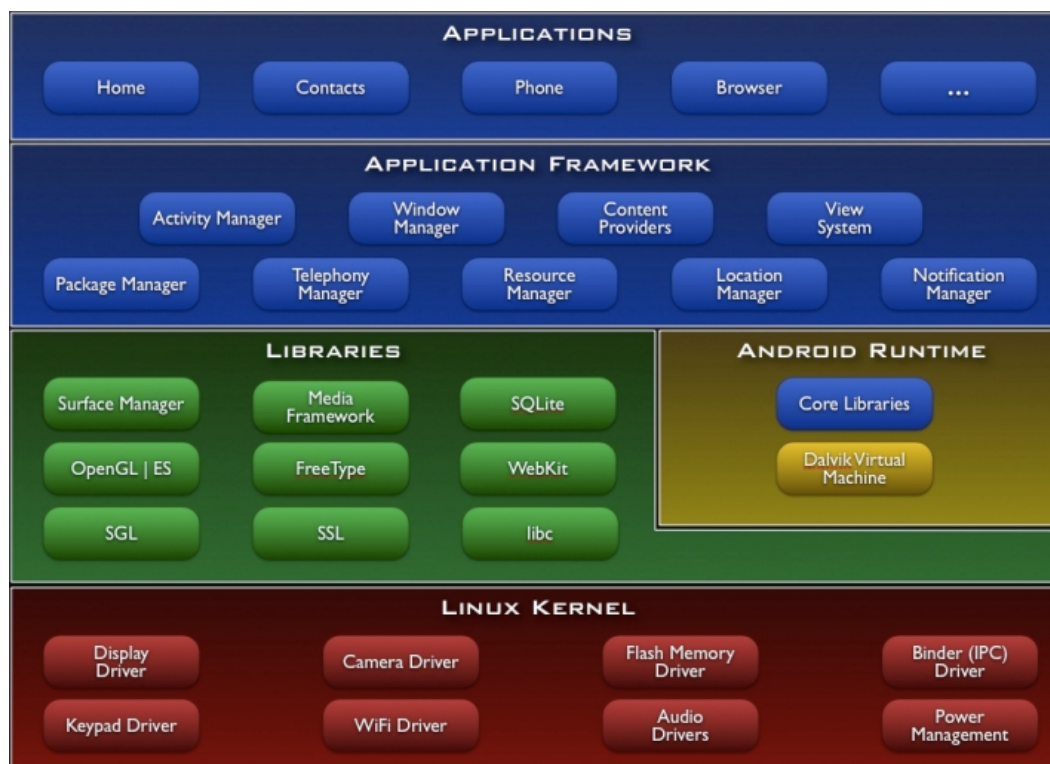 APPLICATIONS
Home
Contacts
Phone
Browser
...
APPLICATION FRAMEWORK
Activity Manager
Window
Manager
Content
Providers
View
System
Package Manager
Telephony
Manager
Resource
Manager
Location
Manager
Notification
Manager
LIBRARIES
Surface Manager
Media
Framework
SQLite
OpenGL | ES
FreeType
WebKit
SGL
SSL
libc
ANDROID RUNTIME
Core Libraries
Dalvik Virtual
Machine
LINUX KERNEL
Display
Driver
Camera Driver
Flash Memory
Driver
Binder (IPC)
Driver
Keypad Driver
WiFi Driver
Audio
Drivers
Power
Management